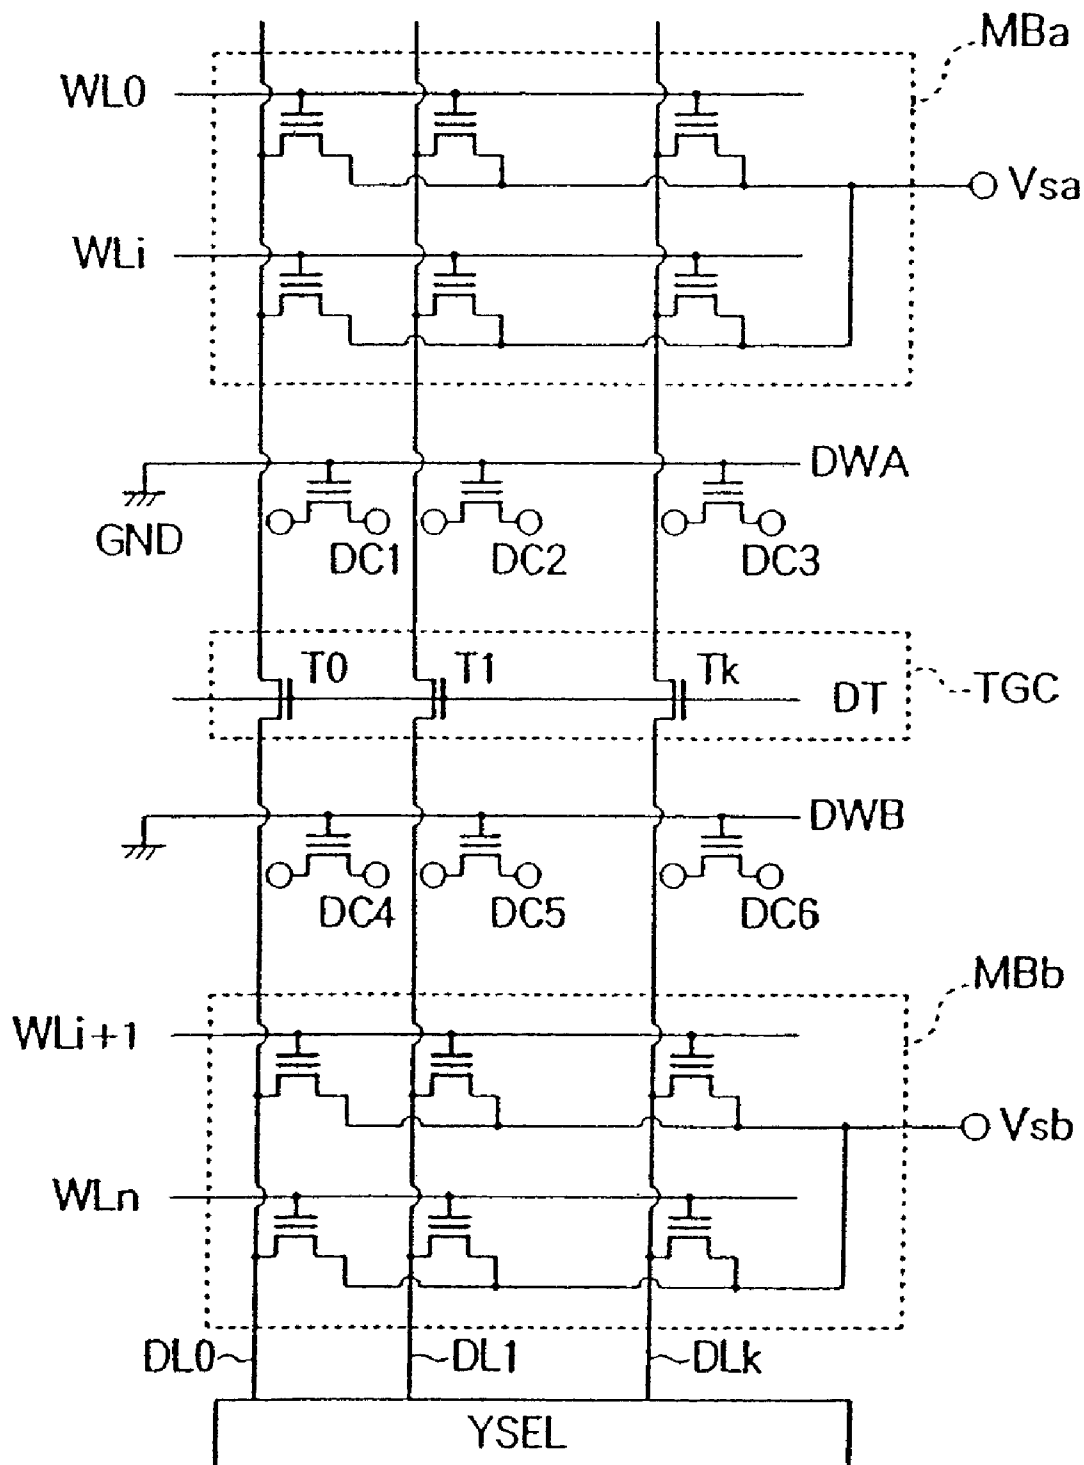 MBa
WL0
Vsa
WLi
DWA
GND
DC1
DC2
DC3
T0
T1
Tk
DT
TGC
DWB
DC4
DC5
DC6
MBb
WLi+1
Vsb
WLn
DL0
DL1
DLk
YSEL